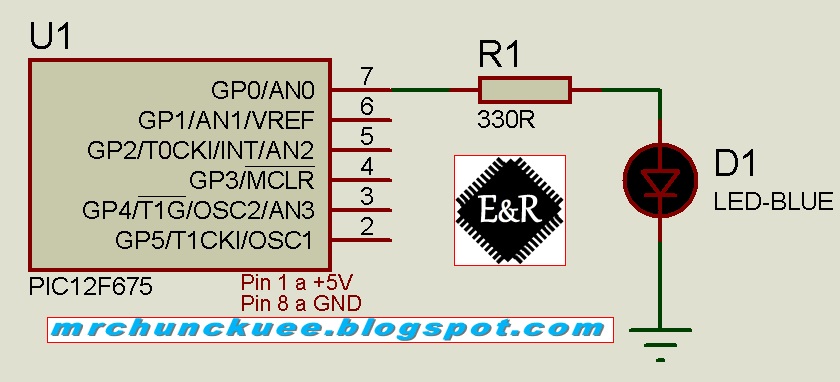 U1
GP0/AN0 7
GP1/AN1/VREF 6
GP2/T0CKI/INT/AN2 5
GP3/MCLR 4
GP4/T1G/OSC2/AN3 3
GP5/T1CKI/OSC1 2
PIC12F675
Pin 1 a +5V
Pin 8 a GND
R1
330R
E&R
D1
LED-BLUE
mrchunckuee.blogspot.com